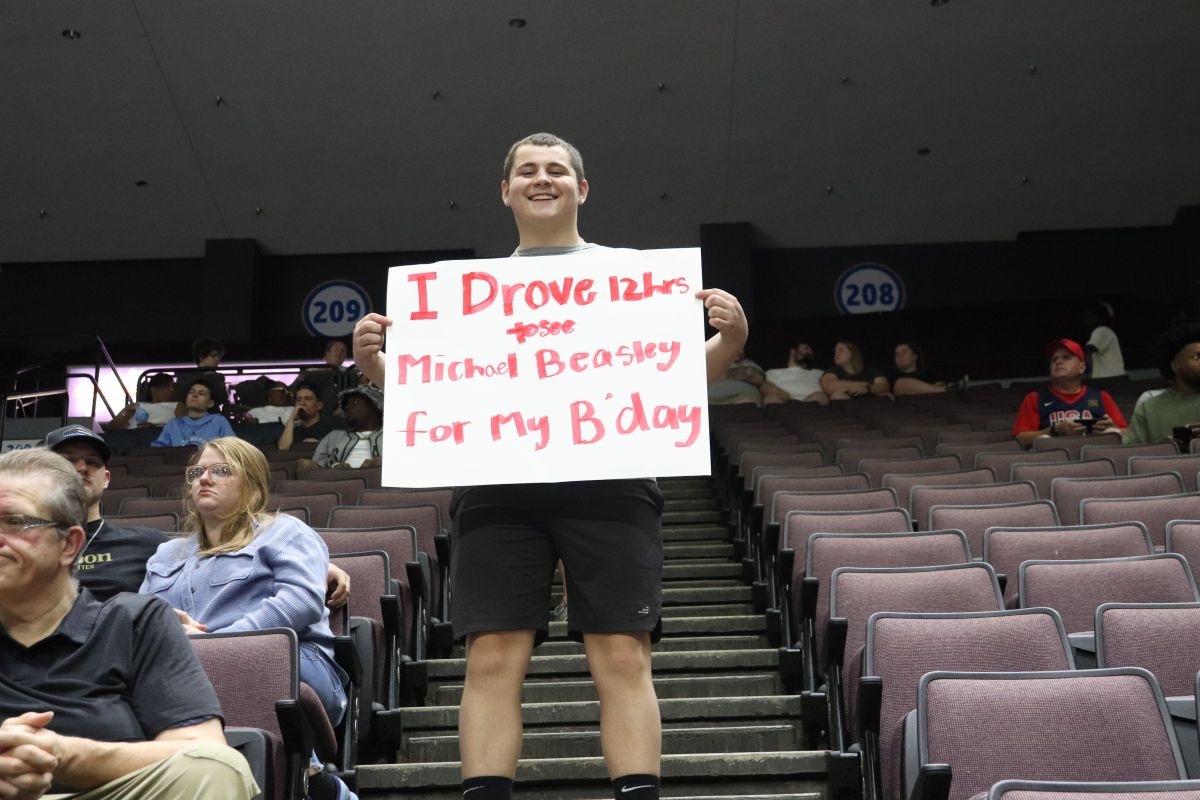 I Drove 12hrs
to see
Michael Beasley
for My B'day
209
208
USA